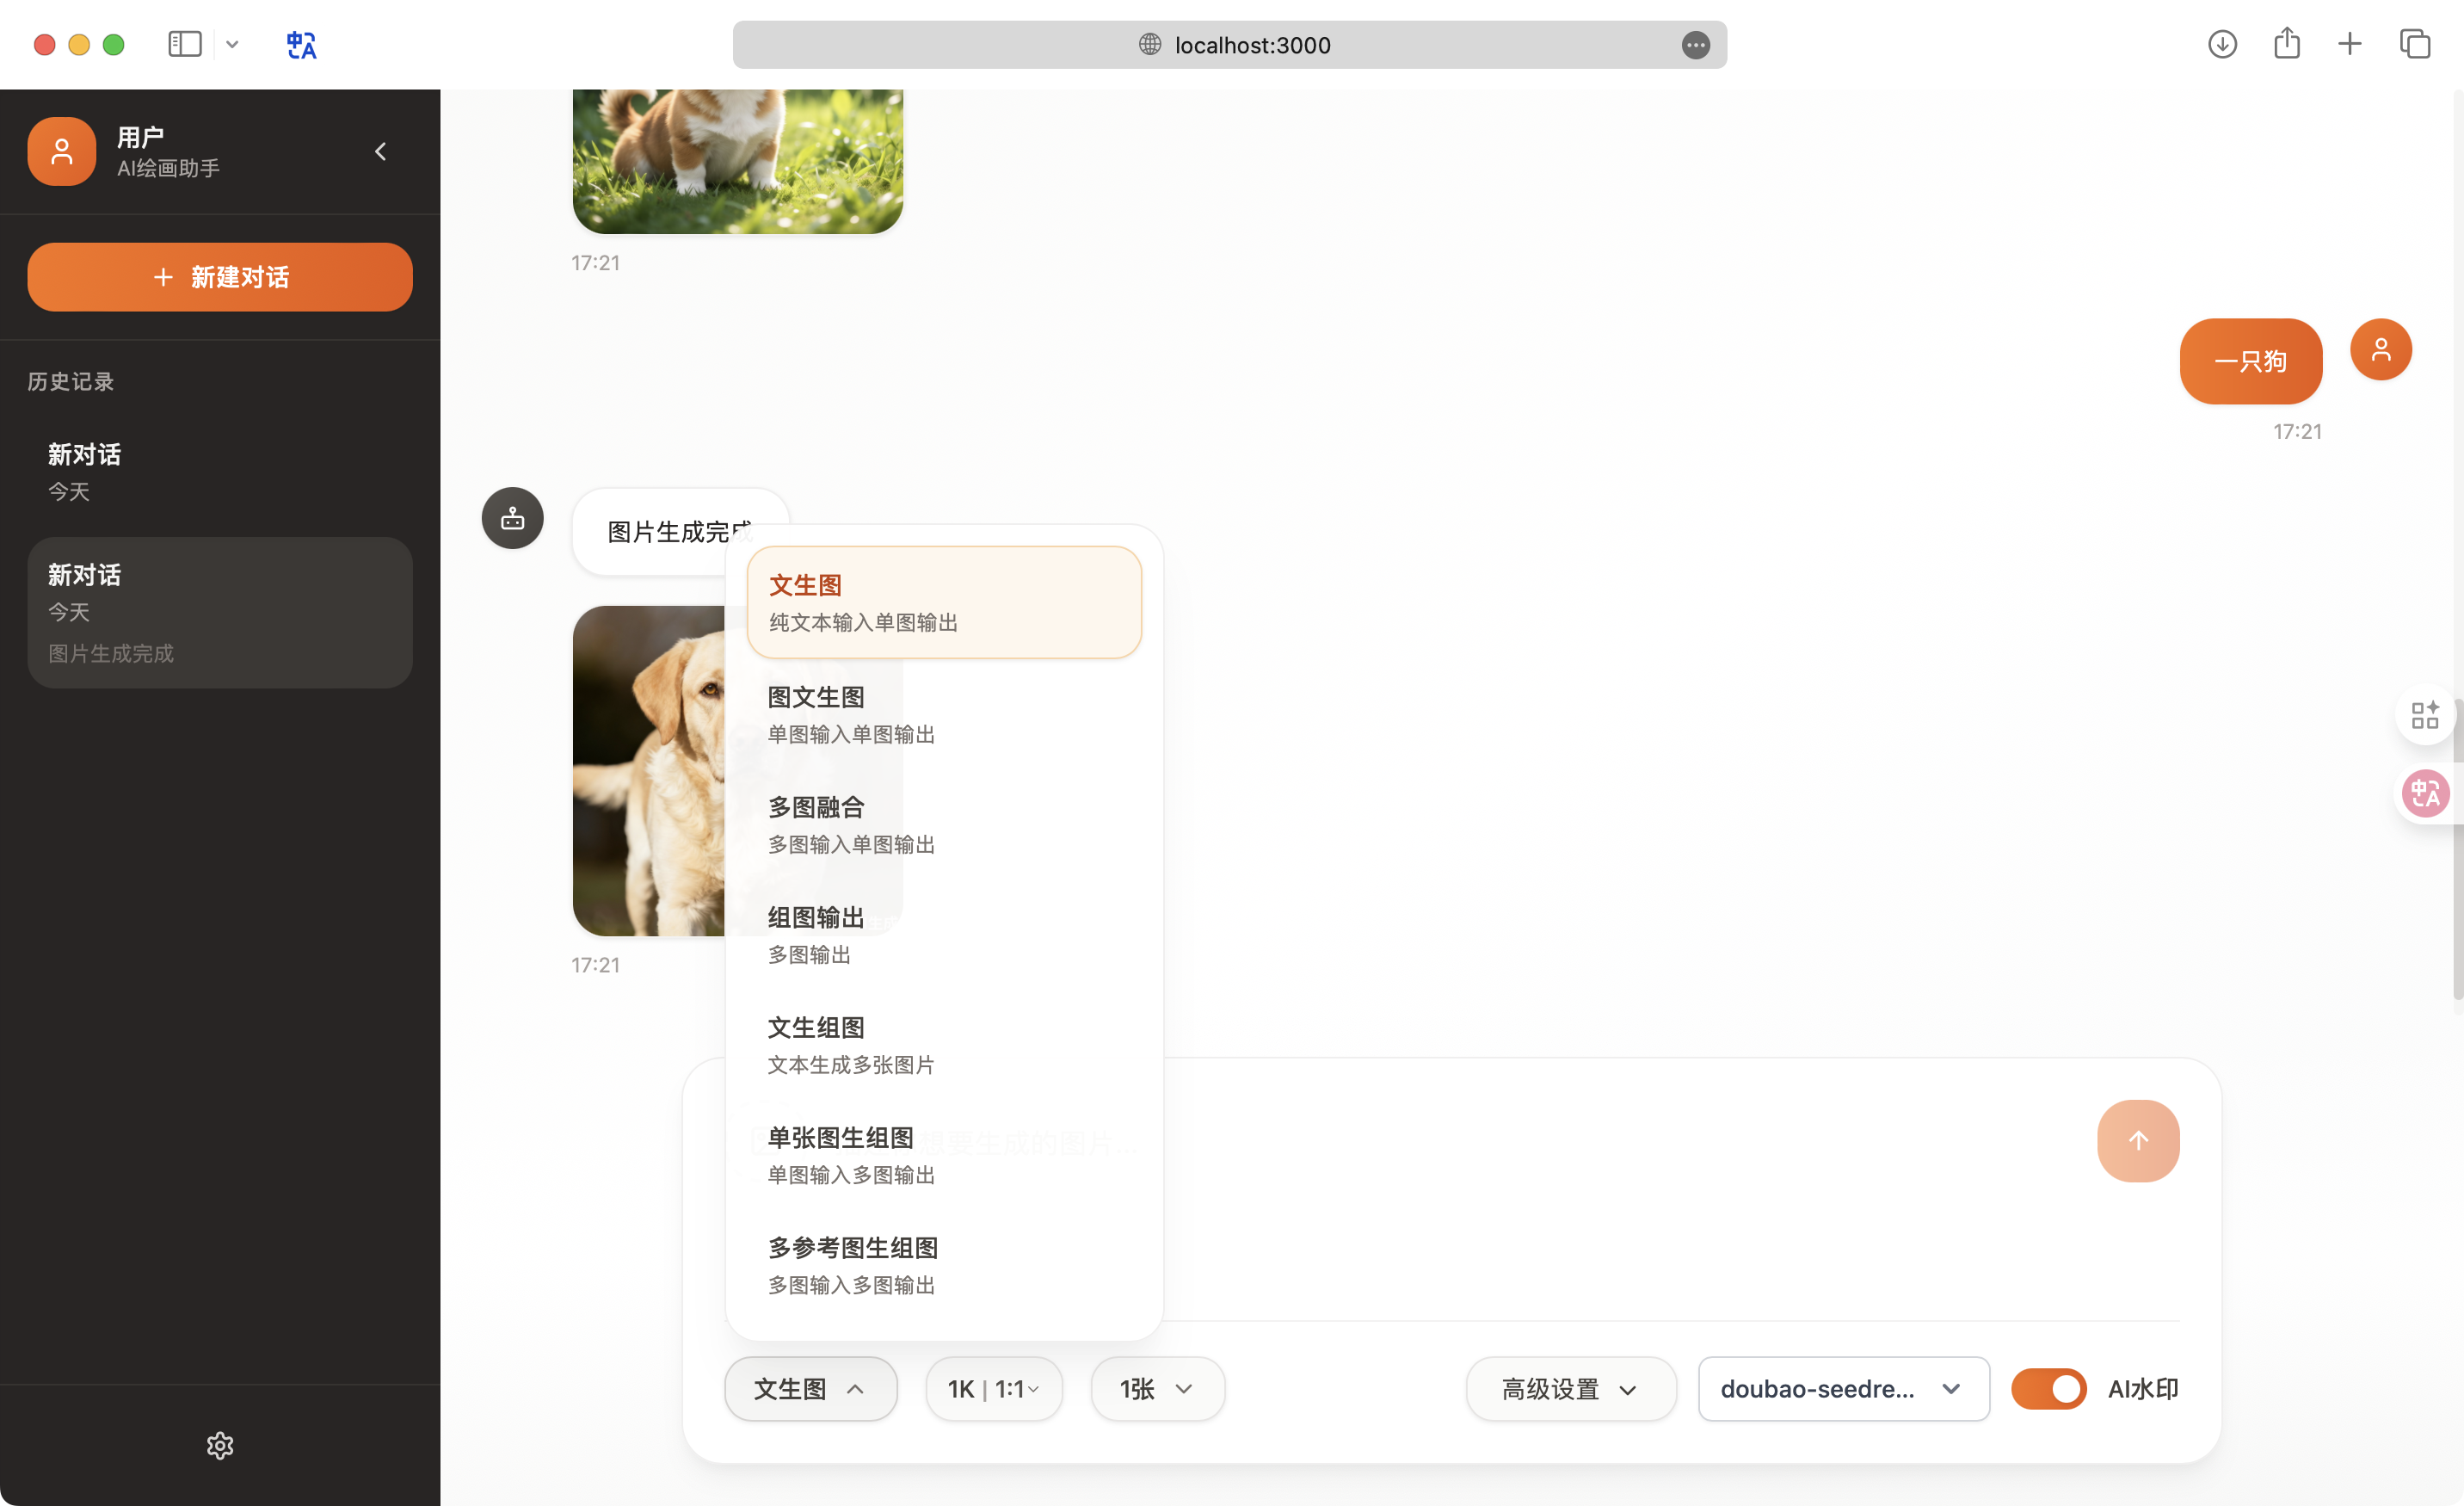 localhost:3000
用户
AI绘画助手
新建对话
历史记录
新对话
今天
新对话
今天
图片生成完成
17:21
一只狗
17:21
图片生成完成
17:21
文生图
纯文本输入单图输出
图文生图
单图输入单图输出
多图融合
多图输入单图输出
组图输出
多图输出
文生组图
文本生成多张图片
单张图生组图
单图输入多图输出
多参考图生组图
多图输入多图输出
想要生成的图片...
文生图
1K | 1:1
1张
高级设置
doubao-seedre...
AI水印